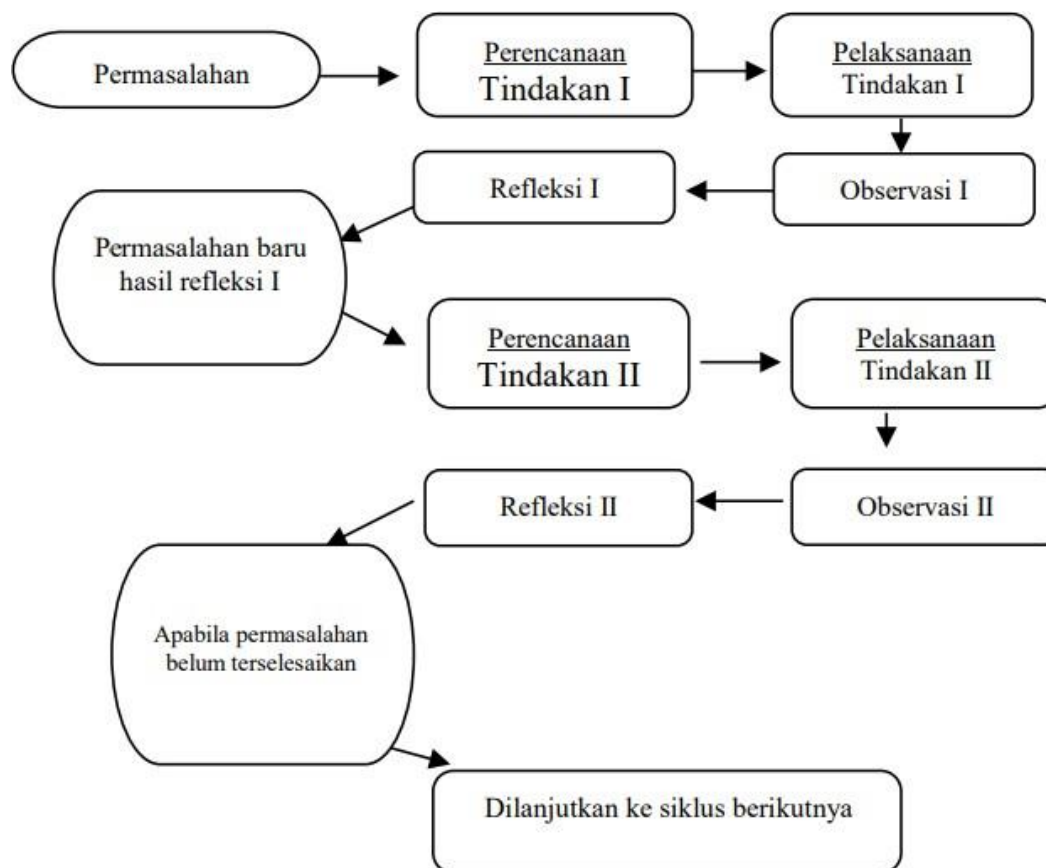 Permasalahan
Perencanaan
Tindakan I
Pelaksanaan
Tindakan I
Observasi I
Refleksi I
Permasalahan baru
hasil refleksi I
Perencanaan
Tindakan II
Pelaksanaan
Tindakan II
Observasi II
Refleksi II
Apabila permasalahan
belum terselesaikan
Dilanjutkan ke siklus berikutnya